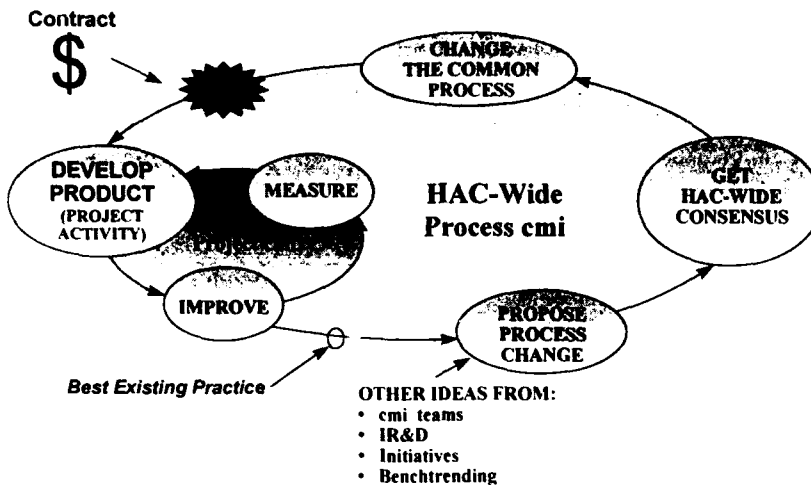 Contract
$
CHANGE
THE COMMON
PROCESS
DEVELOP
PRODUCT
(PROJECT
ACTIVITY)
MEASURE
HAC-Wide
Process cmi
GET
HAC-WIDE
CONSENSUS
IMPROVE
PROPOSE
PROCESS
CHANGE
Best Existing Practice
OTHER IDEAS FROM:
• cmi teams
• IR&D
• Initiatives
• Benchtrending